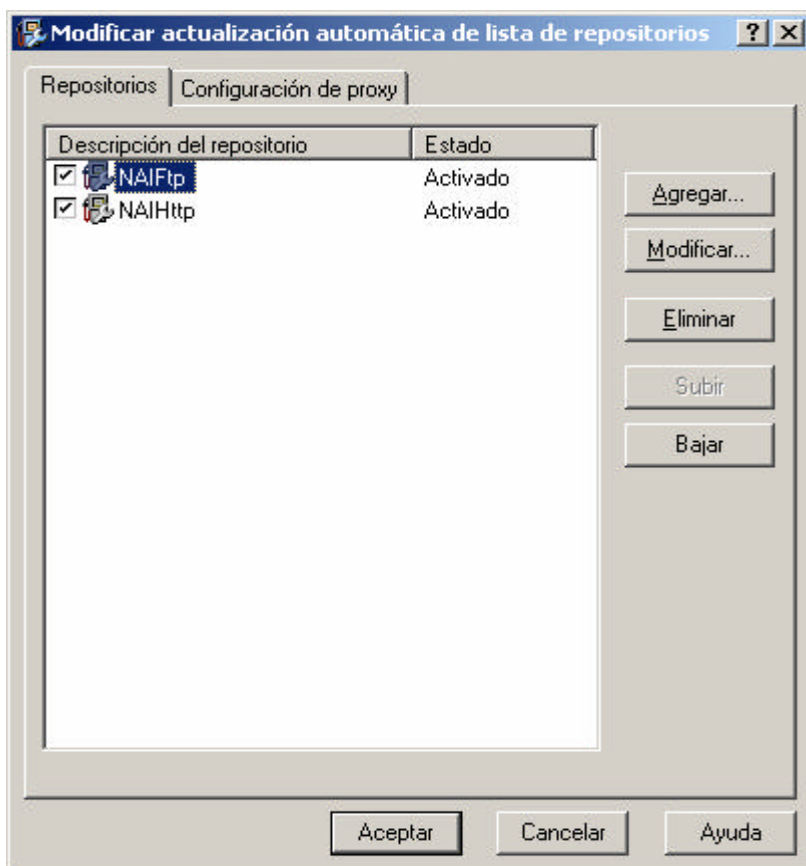 Modificar actualización automática de lista de repositorios
Repositorios
Configuración de proxy
Descripción del repositorio
Estado
NAIFtp
Activado
NAIHttp
Activado
Agregar...
Modificar...
Eliminar
Subir
Bajar
Aceptar
Cancelar
Ayuda